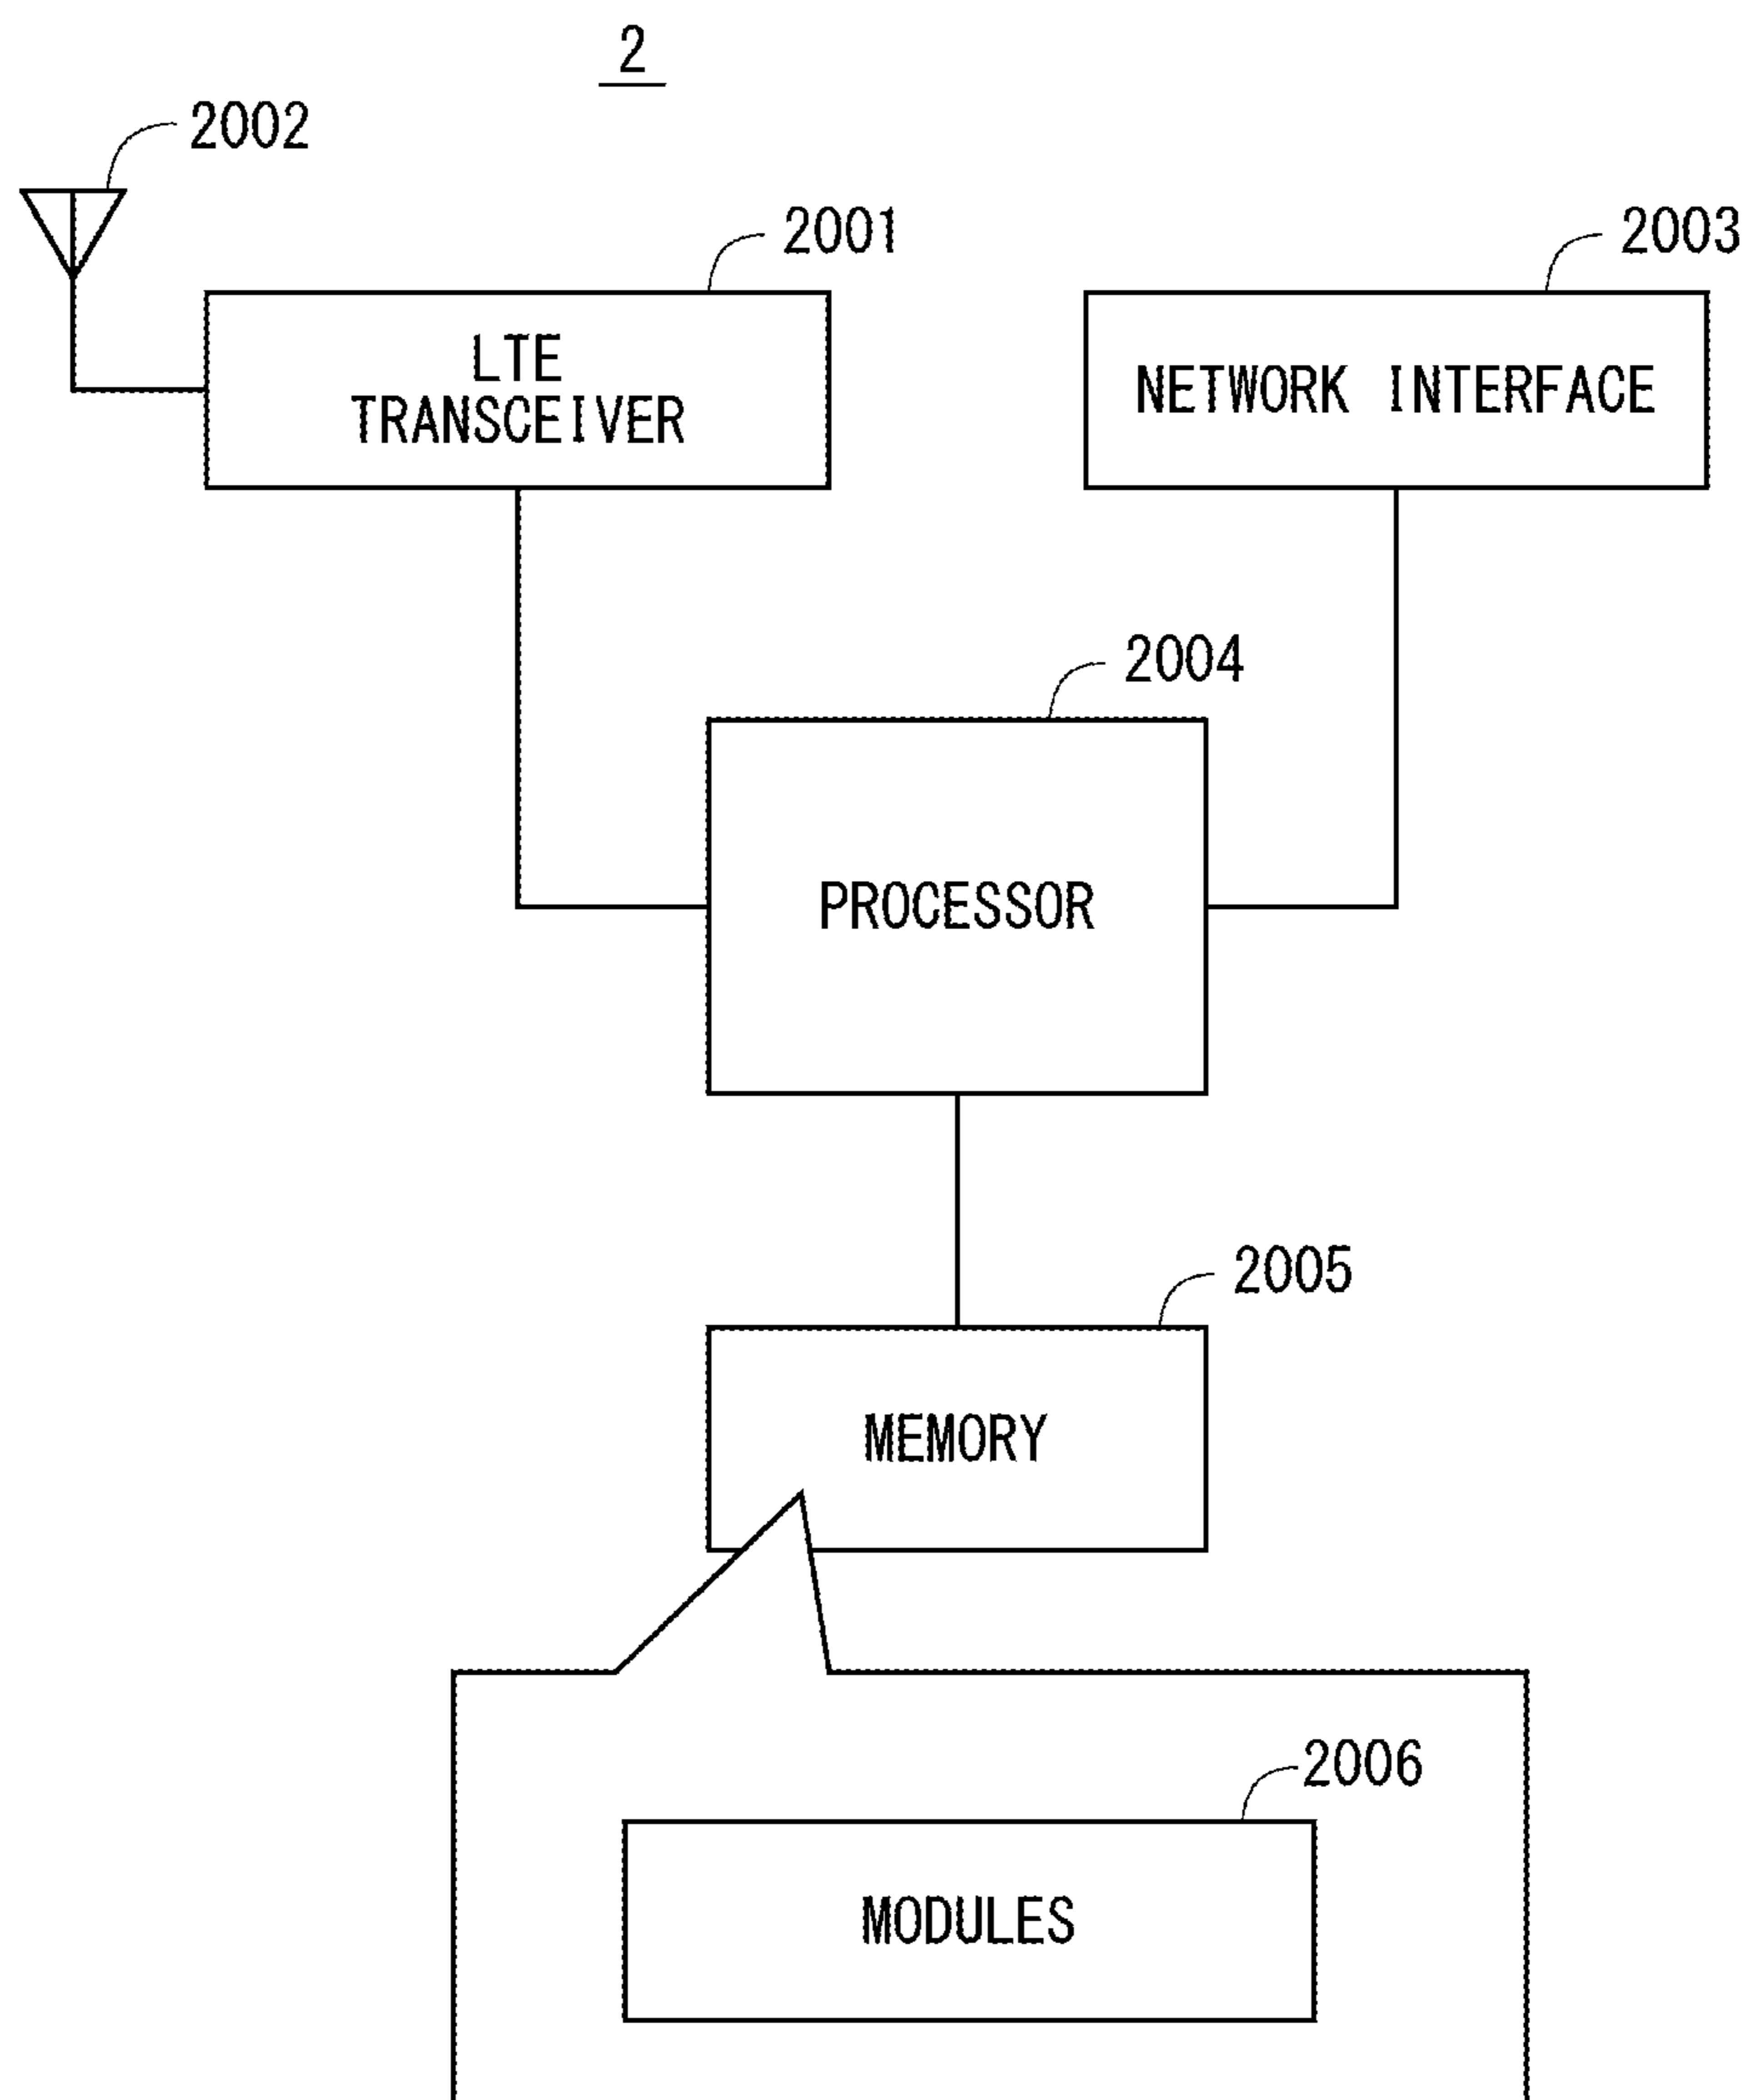 2
2002
2001
2003
LTE
TRANSCEIVER
NETWORK INTERFACE
2004
PROCESSOR
2005
MEMORY
2006
MODULES